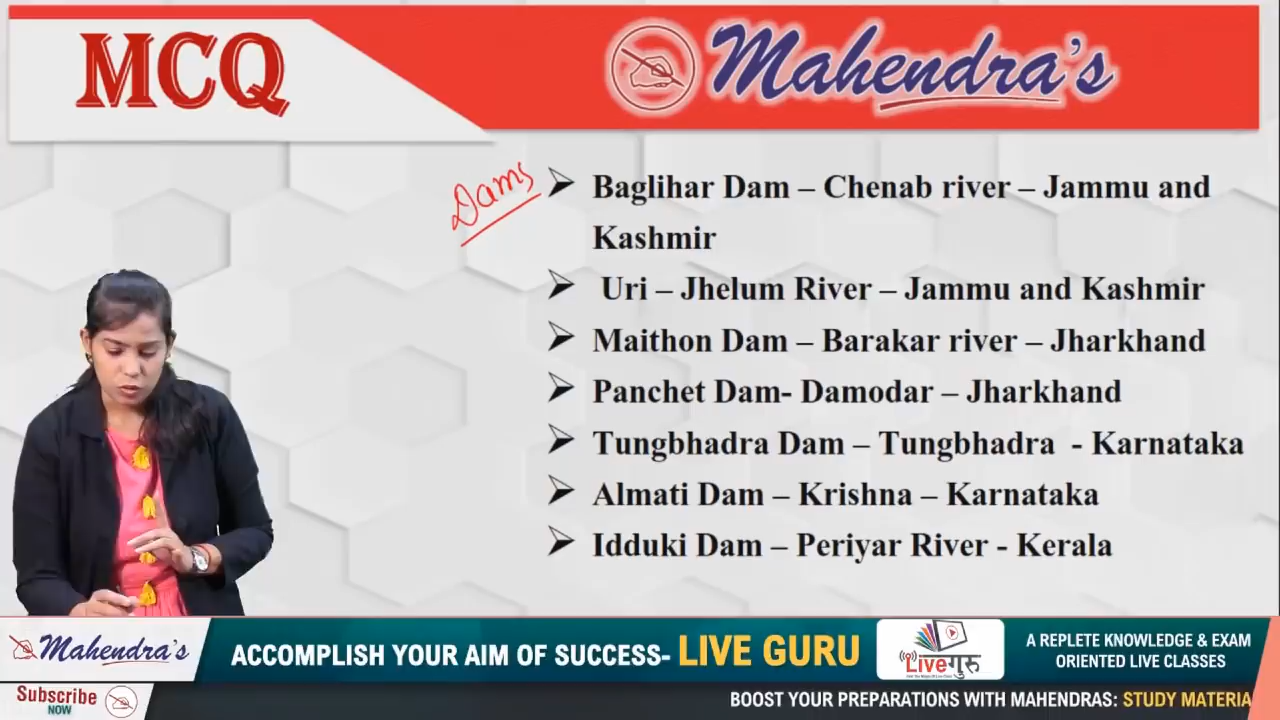 MCQ
Mahendra's
Dams
➢ Baglihar Dam – Chenab river – Jammu and
Kashmir
➢ Uri – Jhelum River – Jammu and Kashmir
➢ Maithon Dam – Barakar river – Jharkhand
➢ Panchet Dam- Damodar – Jharkhand
➢ Tungbhadra Dam – Tungbhadra - Karnataka
➢ Almati Dam – Krishna – Karnataka
➢ Idduki Dam – Periyar River - Kerala
Mahendra's
ACCOMPLISH YOUR AIM OF SUCCESS- LIVE GURU
Liveगुरु
A REPLETE KNOWLEDGE & EXAM
ORIENTED LIVE CLASSES
Subscribe
NOW
BOOST YOUR PREPARATIONS WITH MAHENDRAS: STUDY MATERIA